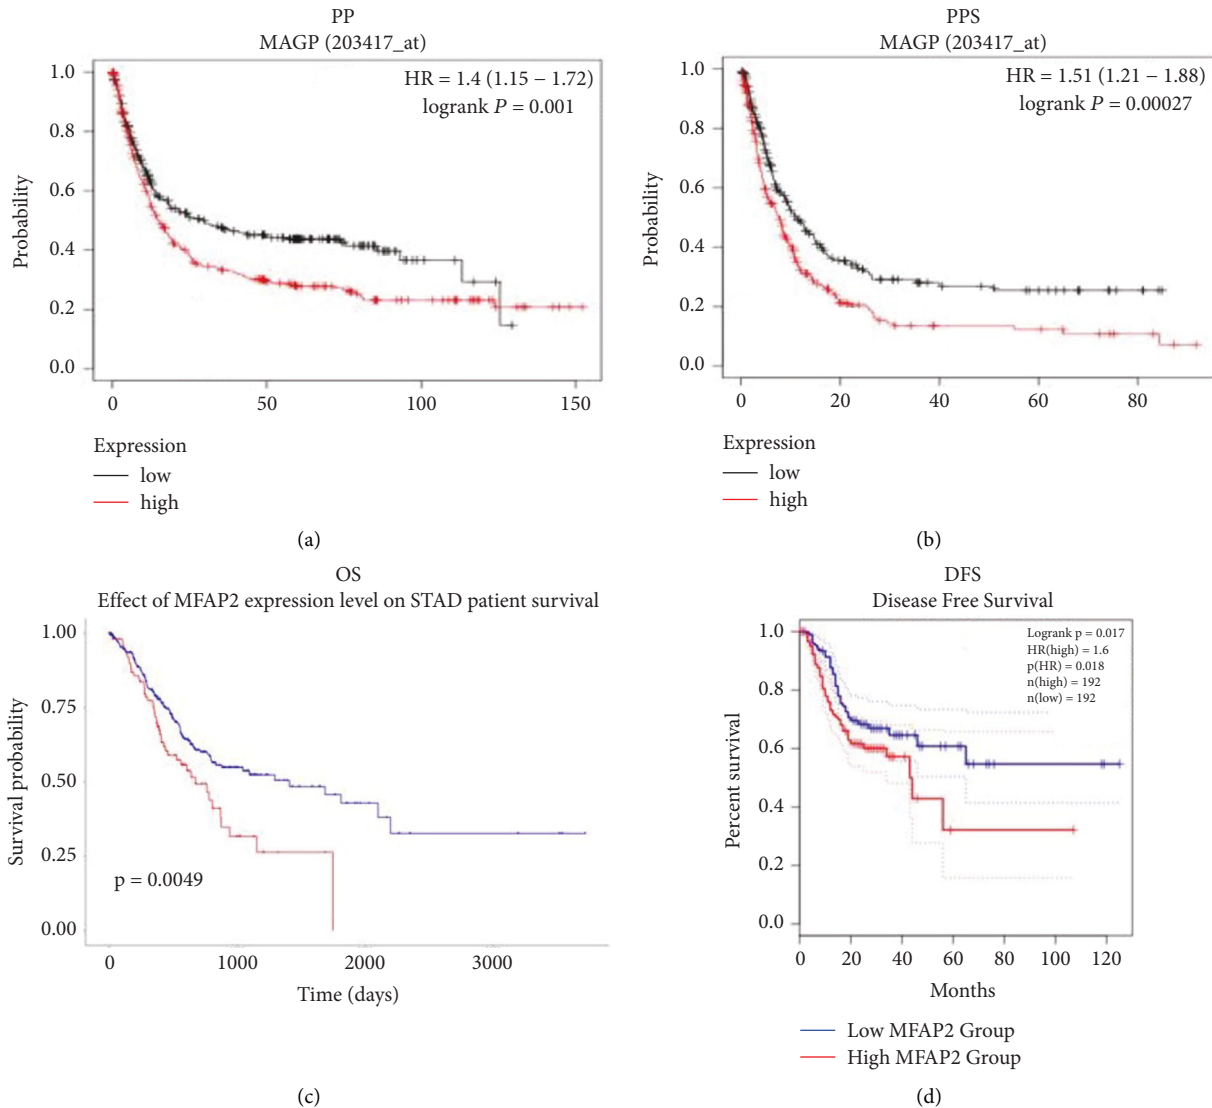 PP
MAGP (203417_at)
HR = 1.4 (1.15 − 1.72)
logrank P = 0.001
Probability
1.0
0.8
0.6
0.4
0.2
0.0
0 50 100 150
Expression
low
high
(a)
PPS
MAGP (203417_at)
HR = 1.51 (1.21 − 1.88)
logrank P = 0.00027
Probability
1.0
0.8
0.6
0.4
0.2
0.0
0 20 40 60 80
Expression
low
high
(b)
OS
Effect of MFAP2 expression level on STAD patient survival
Survival probability
1.00
0.75
0.50
0.25
0.00
p = 0.0049
0 1000 2000 3000
Time (days)
(c)
DFS
Disease Free Survival
Logrank p = 0.017
HR(high) = 1.6
p(HR) = 0.018
n(high) = 192
n(low) = 192
Percent survival
1.0
0.8
0.6
0.4
0.2
0.0
0 20 40 60 80 100 120
Months
Low MFAP2 Group
High MFAP2 Group
(d)